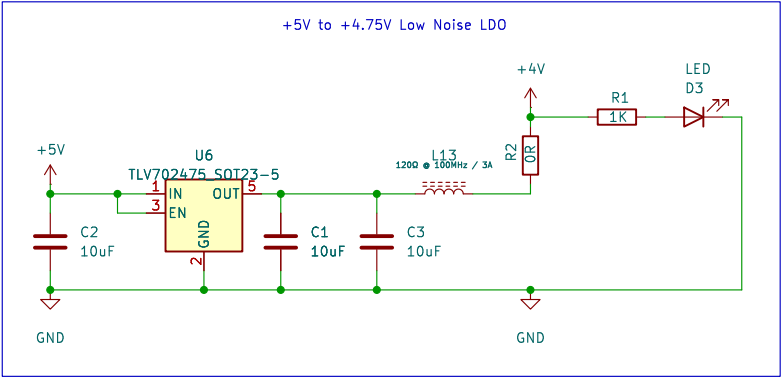 +5V to +4.75V Low Noise LDO
+4V
LED
D3
R1
1K
R2
0R
L13
120Ω @ 100MHz / 3A
+5V
U6
TLV702475_SOT23-5
1
IN
OUT
5
3
EN
GND
2
C2
10uF
C1
10uF
C3
10uF
GND
GND